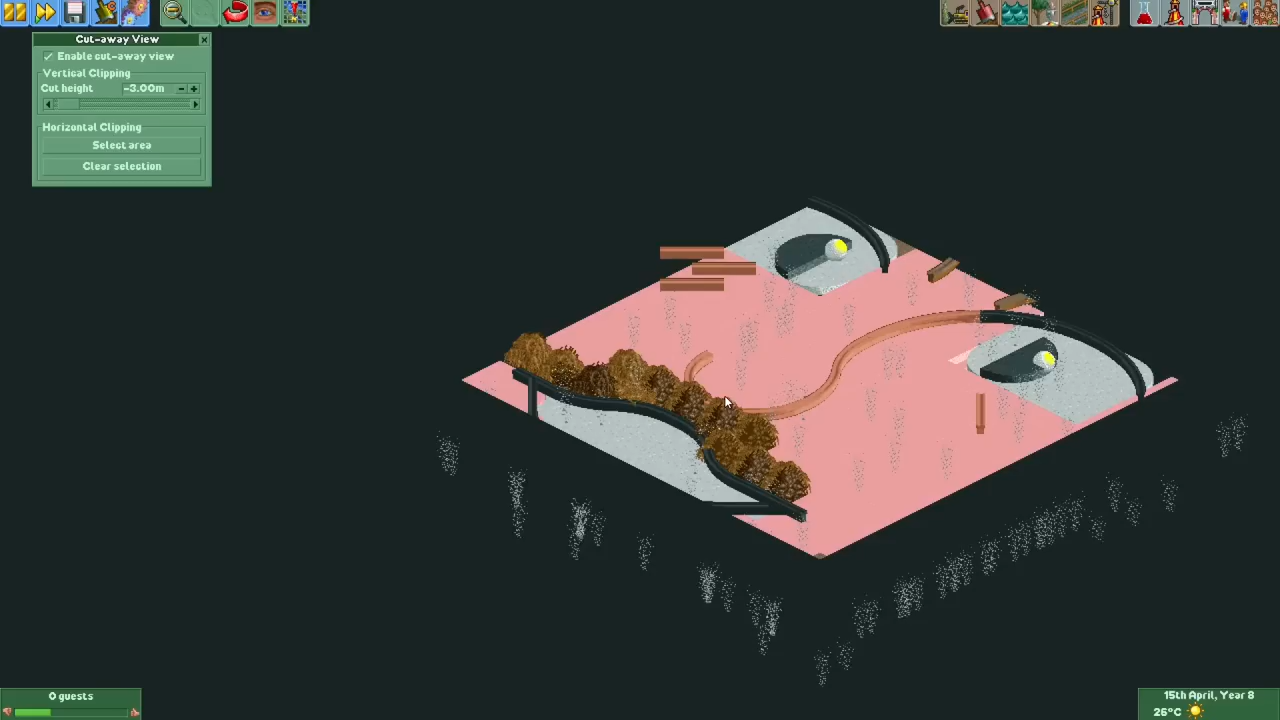 Cut-away View
Enable cut-away view
Vertical Clipping
Cut height -3.00m - +
Horizontal Clipping
Select area
Clear selection
0 guests
15th April, Year 8
26°C